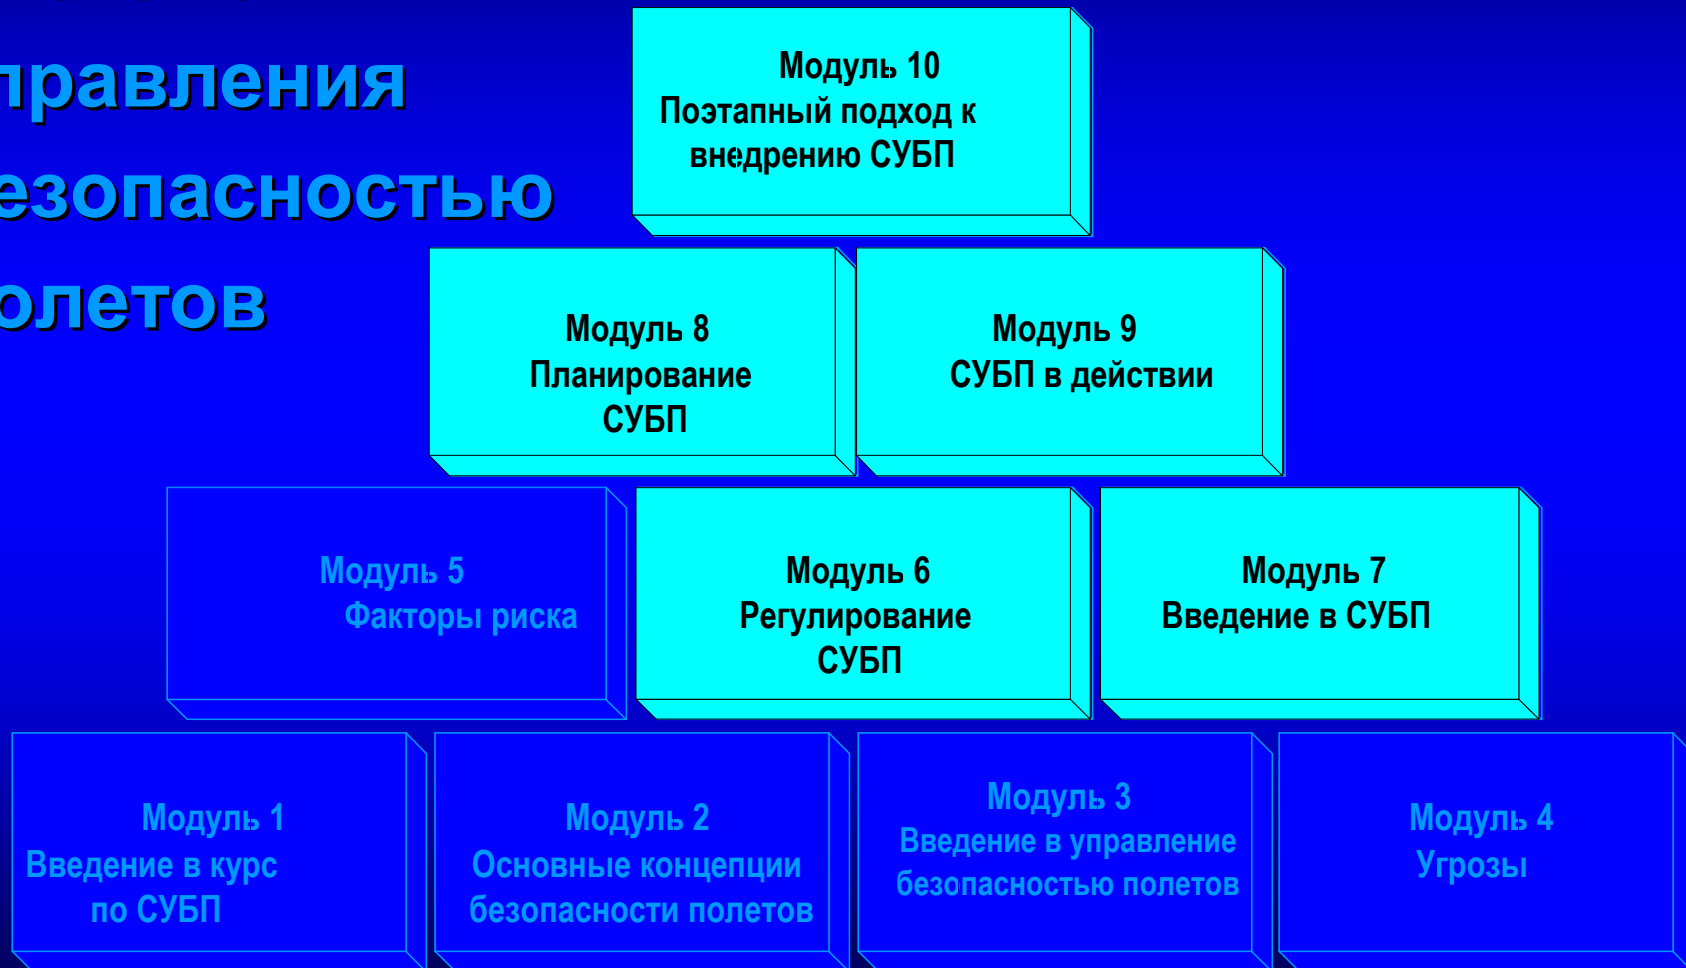 правления
езопасностью
олетов
Модуль 10
Поэтапный подход к
внедрению СУБП
Модуль 8
Планирование
СУБП
Модуль 9
СУБП в действии
Модуль 5
Факторы риска
Модуль 6
Регулирование
СУБП
Модуль 7
Введение в СУБП
Модуль 1
Введение в курс
по СУБП
Модуль 2
Основные концепции
безопасности полетов
Модуль 3
Введение в управление
безопасностью полетов
Модуль 4
Угрозы